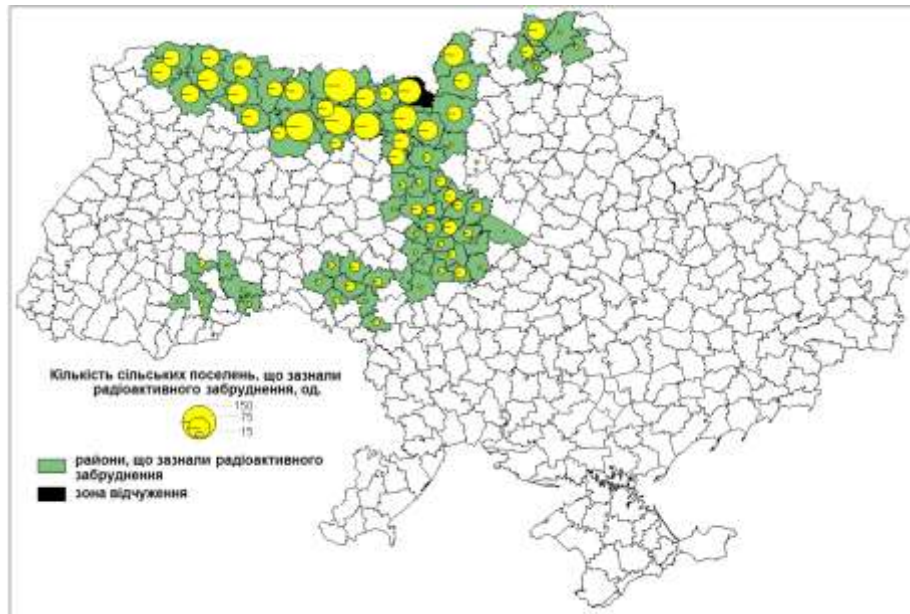 Кількість сільських поселень, що зазнали
радіоактивного забруднення, од.
150
75
15
райони, що зазнали радіоактивного
забруднення
зона відчуження